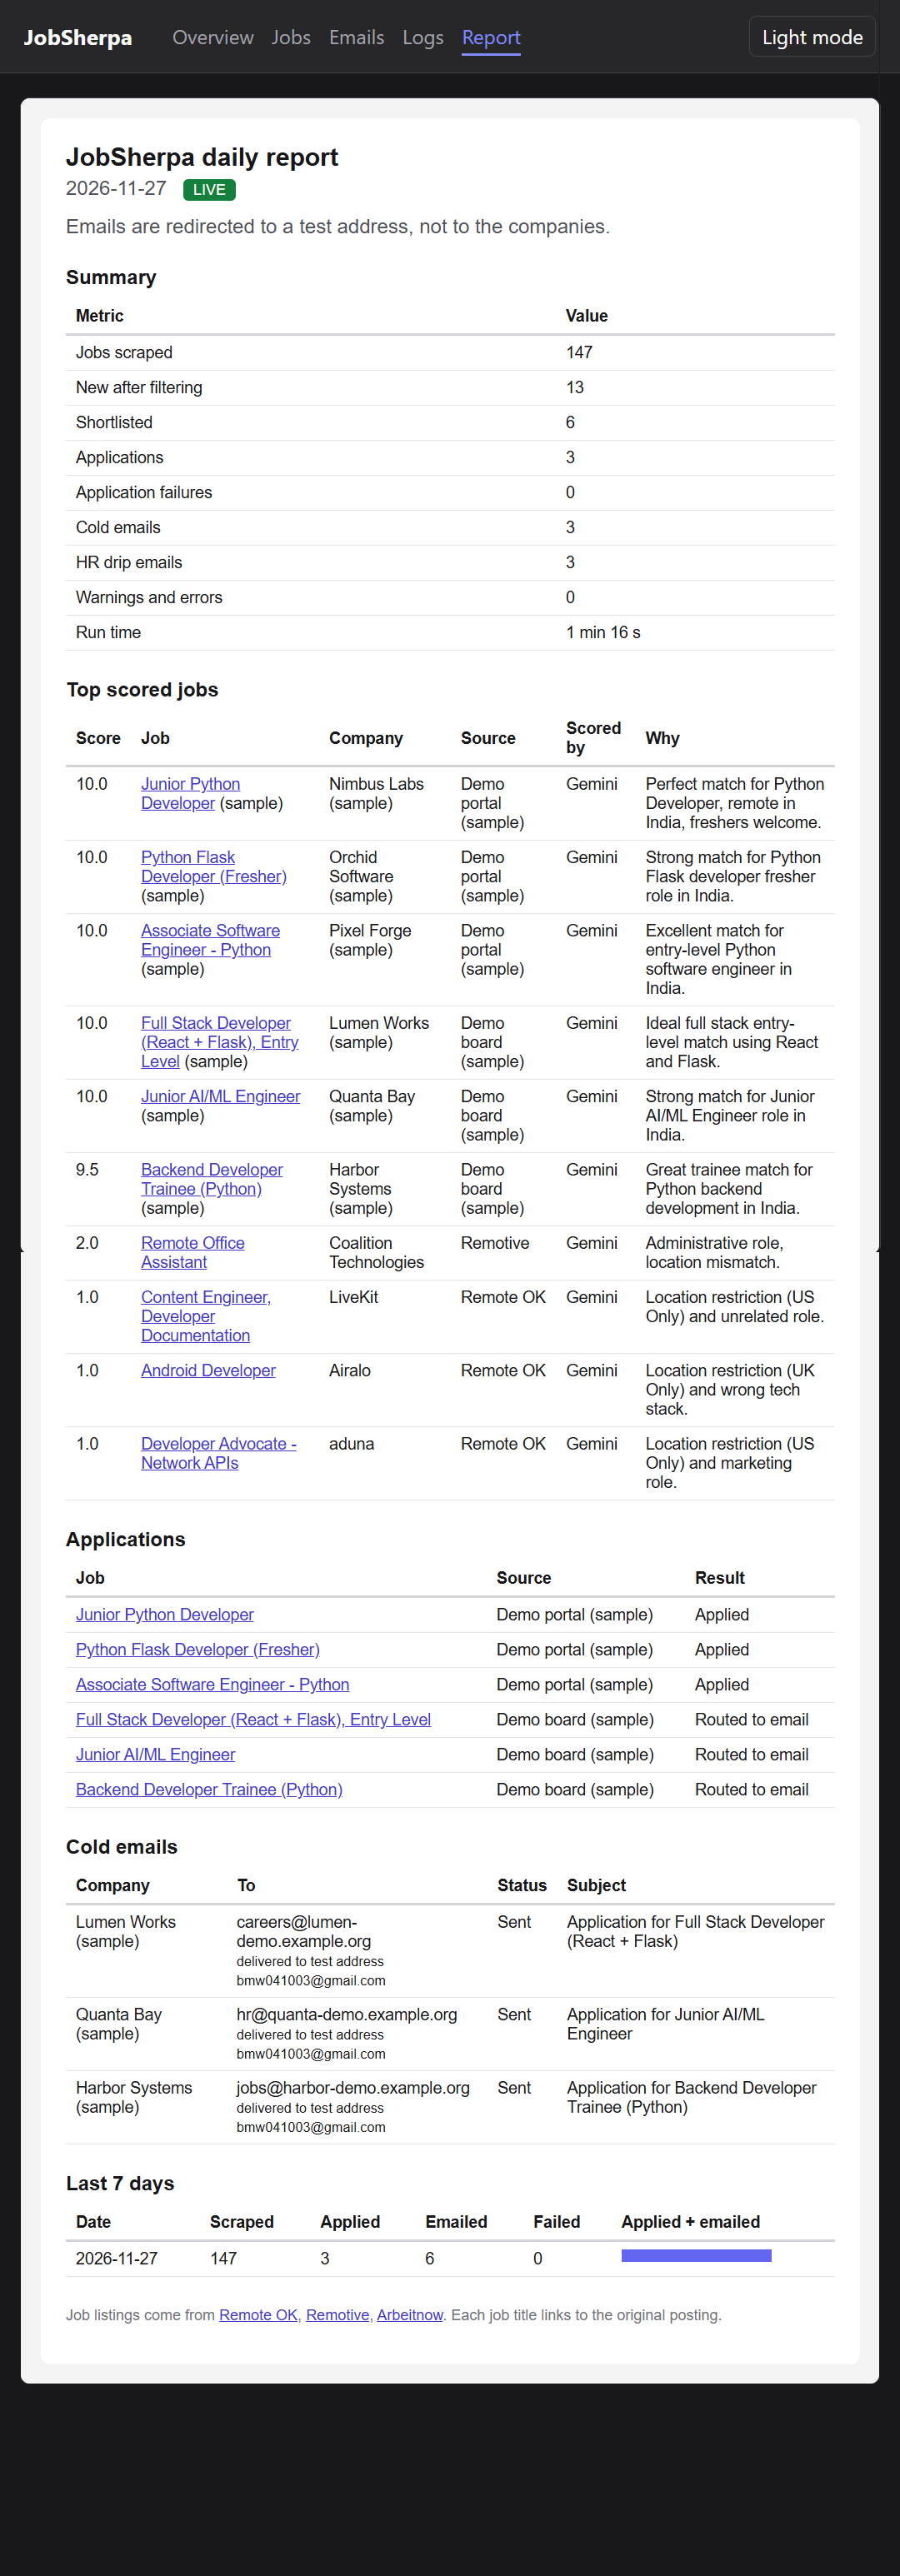 JobSherpa Overview Jobs Emails Logs Report Light mode
JobSherpa daily report
2026-11-27 LIVE
Emails are redirected to a test address, not to the companies.
Summary
Metric Value
Jobs scraped 147
New after filtering 13
Shortlisted 6
Applications 3
Application failures 0
Cold emails 3
HR drip emails 3
Warnings and errors 0
Run time 1 min 16 s
Top scored jobs
Score Job Company Source Scored by Why
10.0 Junior Python Developer (sample) Nimbus Labs (sample) Demo portal (sample) Gemini Perfect match for Python Developer, remote in India, freshers welcome.
10.0 Python Flask Developer (Fresher) (sample) Orchid Software (sample) Demo portal (sample) Gemini Strong match for Python Flask developer fresher role in India.
10.0 Associate Software Engineer - Python (sample) Pixel Forge (sample) Demo portal (sample) Gemini Excellent match for entry-level Python software engineer in India.
10.0 Full Stack Developer (React + Flask), Entry Level (sample) Lumen Works (sample) Demo board (sample) Gemini Ideal full stack entry-level match using React and Flask.
10.0 Junior AI/ML Engineer (sample) Quanta Bay (sample) Demo board (sample) Gemini Strong match for Junior AI/ML Engineer role in India.
9.5 Backend Developer Trainee (Python) (sample) Harbor Systems (sample) Demo board (sample) Gemini Great trainee match for Python backend development in India.
2.0 Remote Office Assistant Coalition Technologies Remotive Gemini Administrative role, location mismatch.
1.0 Content Engineer, Developer Documentation LiveKit Remote OK Gemini Location restriction (US Only) and unrelated role.
1.0 Android Developer Airalo Remote OK Gemini Location restriction (UK Only) and wrong tech stack.
1.0 Developer Advocate - Network APIs aduna Remote OK Gemini Location restriction (US Only) and marketing role.
Applications
Job Source Result
Junior Python Developer Demo portal (sample) Applied
Python Flask Developer (Fresher) Demo portal (sample) Applied
Associate Software Engineer - Python Demo portal (sample) Applied
Full Stack Developer (React + Flask), Entry Level Demo board (sample) Routed to email
Junior AI/ML Engineer Demo board (sample) Routed to email
Backend Developer Trainee (Python) Demo board (sample) Routed to email
Cold emails
Company To Status Subject
Lumen Works (sample) careers@lumen-demo.example.org delivered to test address bmw041003@gmail.com Sent Application for Full Stack Developer (React + Flask)
Quanta Bay (sample) hr@quanta-demo.example.org delivered to test address bmw041003@gmail.com Sent Application for Junior AI/ML Engineer
Harbor Systems (sample) jobs@harbor-demo.example.org delivered to test address bmw041003@gmail.com Sent Application for Backend Developer Trainee (Python)
Last 7 days
Date Scraped Applied Emailed Failed Applied + emailed
2026-11-27 147 3 6 0
Job listings come from Remote OK, Remotive, Arbeitnow. Each job title links to the original posting.